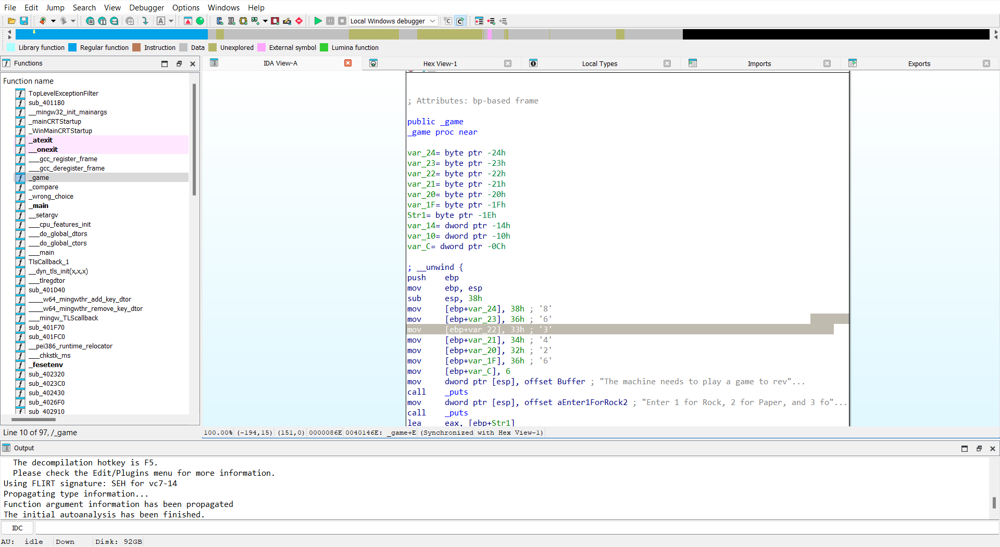 File Edit Jump Search View Debugger Options Windows Help
Local Windows debugger
Library function Regular function Instruction Data Unexplored External symbol Lumina function
Functions
IDA View-A
Hex View-1
Local Types
Imports
Exports
Function name
TopLevelExceptionFilter
sub_4011B0
__mingw32_init_mainargs
_mainCRTStartup
_WinMainCRTStartup
_atexit
__onexit
___gcc_register_frame
___gcc_deregister_frame
_game
_compare
_wrong_choice
_main
__setargv
___cpu_features_init
___do_global_dtors
___do_global_ctors
___main
TlsCallback_1
__dyn_tls_init(x,x,x)
___tlregdtor
sub_401D40
____w64_mingwthr_add_key_dtor
____w64_mingwthr_remove_key_dtor
___mingw_TLScallback
sub_401F70
sub_401FC0
__pei386_runtime_relocator
___chkstk_ms
_fesetenv
sub_402320
sub_4023C0
sub_402430
sub_4026F0
sub_402910
Line 10 of 97, /_game
; Attributes: bp-based frame
public _game
_game proc near
var_24= byte ptr -24h
var_23= byte ptr -23h
var_22= byte ptr -22h
var_21= byte ptr -21h
var_20= byte ptr -20h
var_1F= byte ptr -1Fh
Str1= byte ptr -1Eh
var_14= dword ptr -14h
var_10= dword ptr -10h
var_C= dword ptr -0Ch
; __unwind {
push ebp
mov ebp, esp
sub esp, 38h
mov [ebp+var_24], 38h ; '8'
mov [ebp+var_23], 36h ; '6'
mov [ebp+var_22], 33h ; '3'
mov [ebp+var_21], 34h ; '4'
mov [ebp+var_20], 32h ; '2'
mov [ebp+var_1F], 36h ; '6'
mov [ebp+var_C], 6
mov dword ptr [esp], offset Buffer ; "The machine needs to play a game to rev"...
call _puts
mov dword ptr [esp], offset aEnter1ForRock2 ; "Enter 1 for Rock, 2 for Paper, and 3 fo"...
call _puts
lea eax, [ebp+Str1]
100.00% (-194,15) (151,0) 0000086E 0040146E: _game+E (Synchronized with Hex View-1)
Output
The decompilation hotkey is F5.
Please check the Edit/Plugins menu for more information.
Using FLIRT signature: SEH for vc7-14
Propagating type information...
Function argument information has been propagated
The initial autoanalysis has been finished.
IDC
AU: idle Down Disk: 92GB